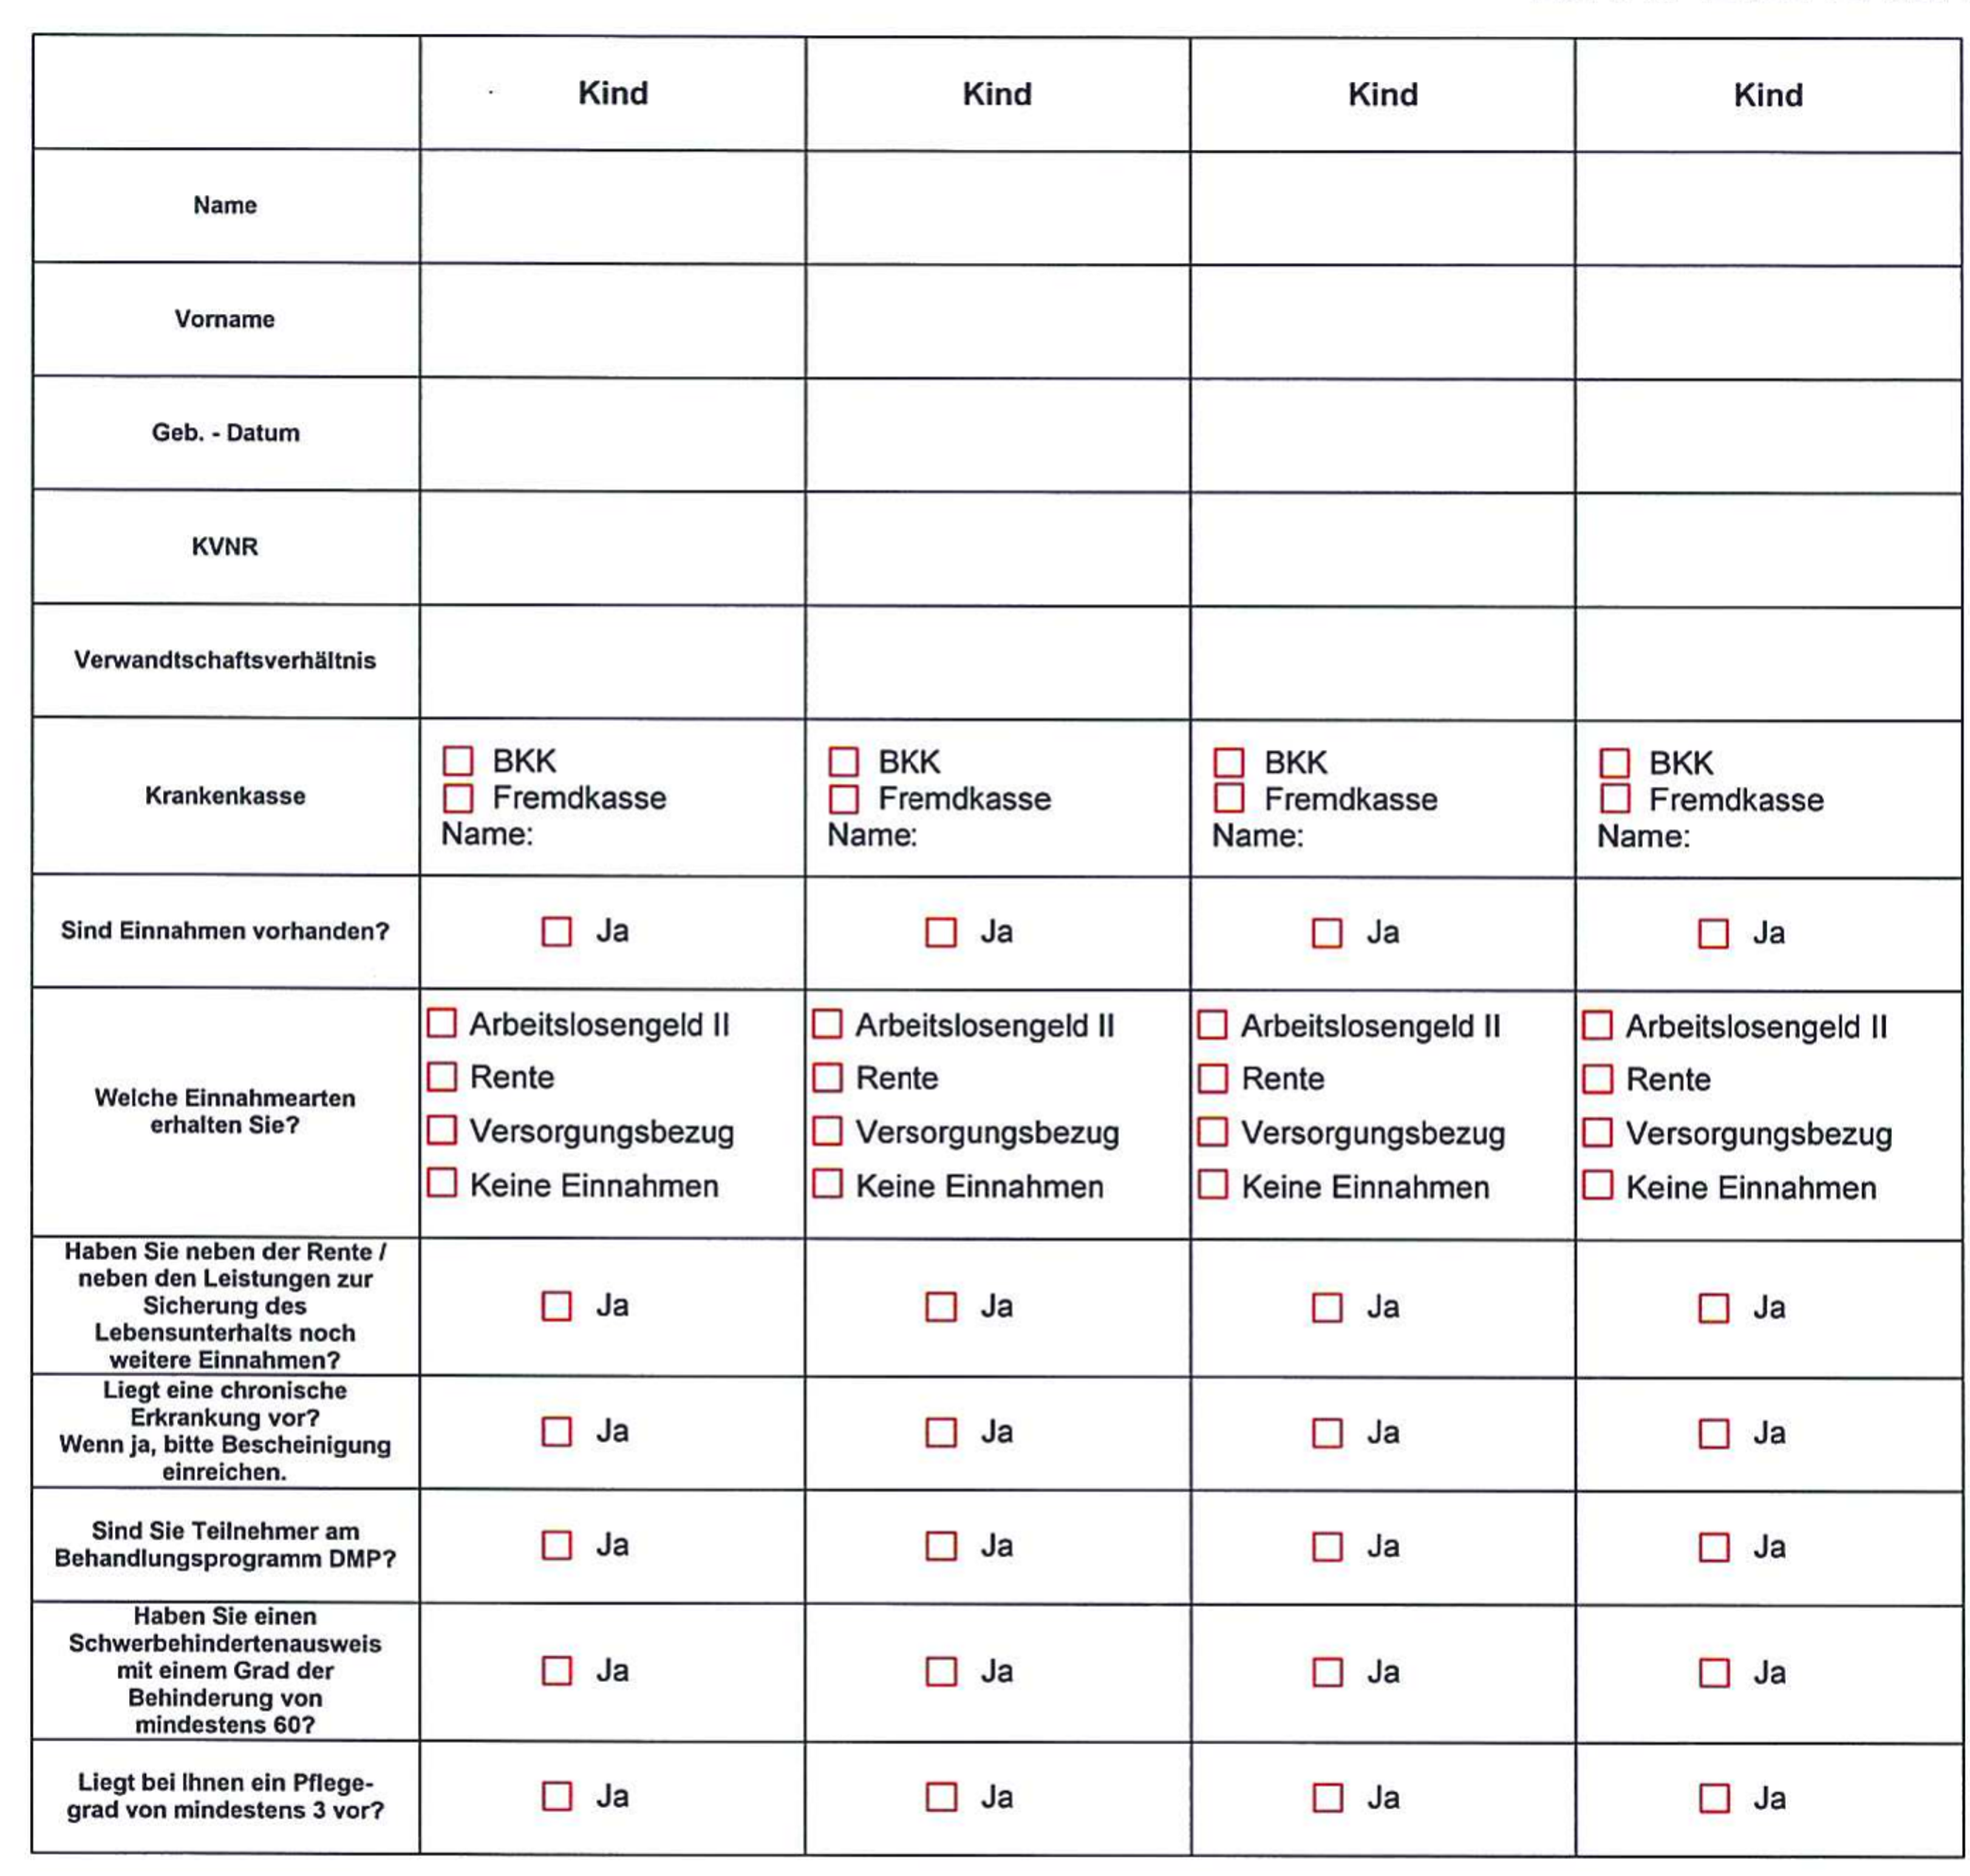 Kind Kind Kind Kind
Name
Vorname
Geb. - Datum
KVNR
Verwandtschaftsverhältnis
Krankenkasse
BKK BKK BKK BKK
Fremdkasse Fremdkasse Fremdkasse Fremdkasse
Name: Name: Name: Name:
Sind Einnahmen vorhanden? Ja Ja Ja Ja
Welche Einnahmearten
erhalten Sie?
Arbeitslosengeld II Arbeitslosengeld II Arbeitslosengeld II Arbeitslosengeld II
Rente Rente Rente Rente
Versorgungsbezug Versorgungsbezug Versorgungsbezug Versorgungsbezug
Keine Einnahmen Keine Einnahmen Keine Einnahmen Keine Einnahmen
Haben Sie neben der Rente /
neben den Leistungen zur
Sicherung des
Lebensunterhalts noch
weitere Einnahmen?
Ja Ja Ja Ja
Liegt eine chronische
Erkrankung vor?
Wenn ja, bitte Bescheinigung
einreichen.
Ja Ja Ja Ja
Sind Sie Teilnehmer am
Behandlungsprogramm DMP?
Ja Ja Ja Ja
Haben Sie einen
Schwerbehindertenausweis
mit einem Grad der
Behinderung von
mindestens 60?
Ja Ja Ja Ja
Liegt bei Ihnen ein Pflege-
grad von mindestens 3 vor?
Ja Ja Ja Ja